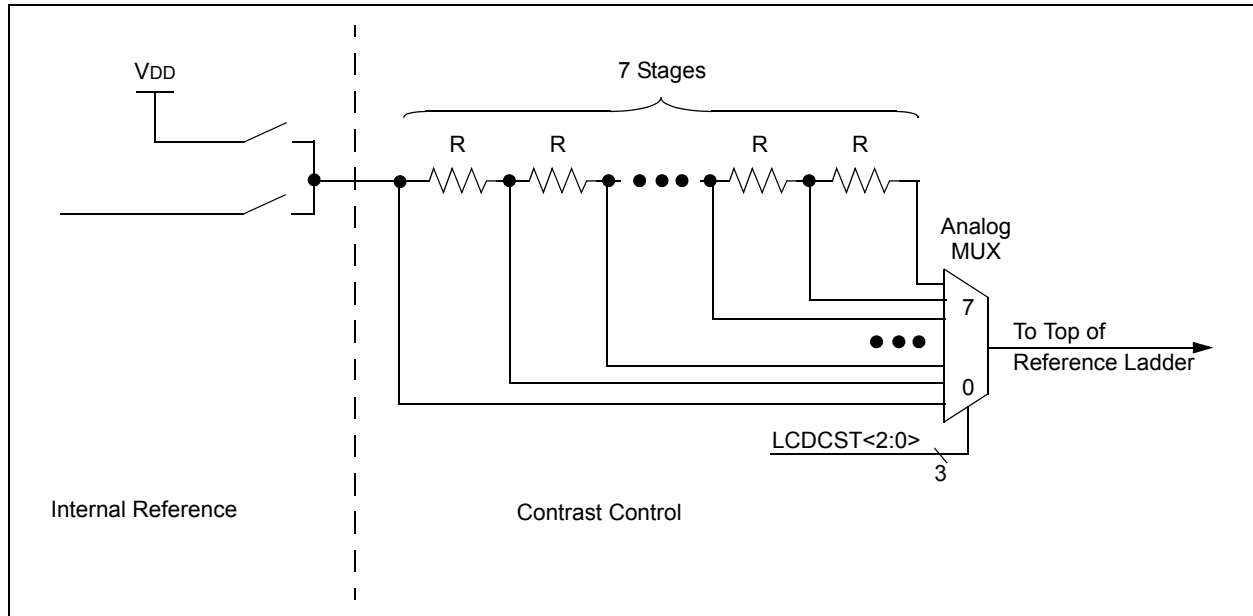 VDD
7 Stages
R
R
R
R
Analog
MUX
7
0
To Top of
Reference Ladder
LCDCST<2:0>
3
Internal Reference
Contrast Control